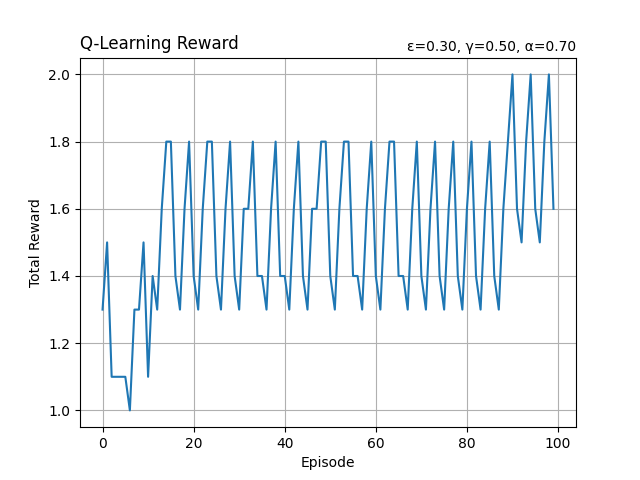 Q-Learning Reward
ε=0.30, γ=0.50, α=0.70
Total Reward
2.0
1.8
1.6
1.4
1.2
1.0
0 20 40 60 80 100
Episode